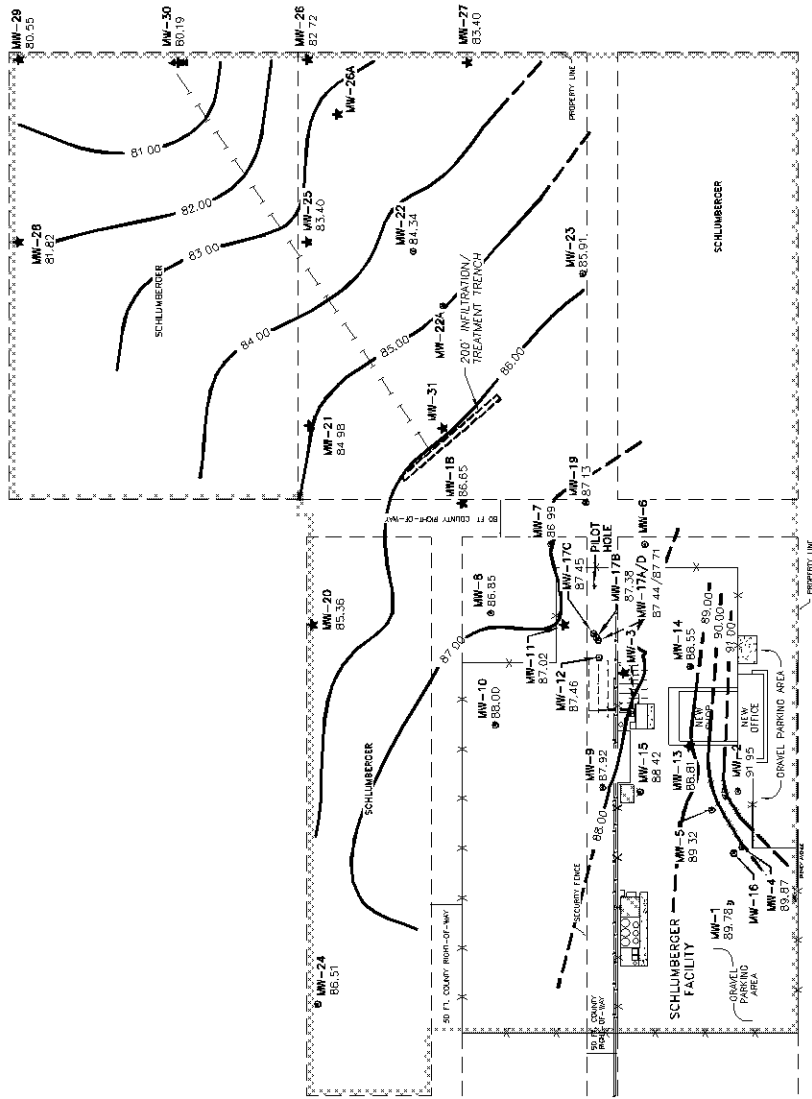 MW-29
80.55
MW-30
80.19
MW-26
82.72
MW-27
83.40
MW-26A
PROPERTY LINE
81.00
82.00
83.00
MW-28
81.82
MW-25
83.40
MW-22
84.34
SCHLUMBERGER
84.00
85.00
MW-22A
MW-23
85.91
SCHLUMBERGER
200' INFILTRATION/
TREATMENT TRENCH
86.00
MW-31
MW-21
84.98
MW-18
86.65
MW-19
87.13
60 FT COUNTY RIGHT-OF-WAY
MW-7
86.99
MW-6
PILOT
HOLE
MW-17C
87.45
MW-17B
87.38
MW-17A/D
87.44/87.71
MW-20
85.36
MW-8
86.85
MW-11
87.02
MW-12
87.46
MW-3
MW-14
88.55
89.00
90.00
91.00
87.00
MW-10
88.00
NEW
SHOP
NEW
OFFICE
GRAVEL PARKING AREA
PROPERTY LINE
MW-9
87.92
MW-15
88.42
MW-13
88.81
MW-2
91.95
SCHLUMBERGER
88.00
MW-5
89.32
MW-4
89.87
MW-16
MW-1
89.78
SECURITY FENCE
SCHLUMBERGER
FACILITY
GRAVEL
PARKING
AREA
MW-24
86.51
50 FT. COUNTY RIGHT-OF-WAY
50 FT. COUNTY
RIGHT-OF-WAY